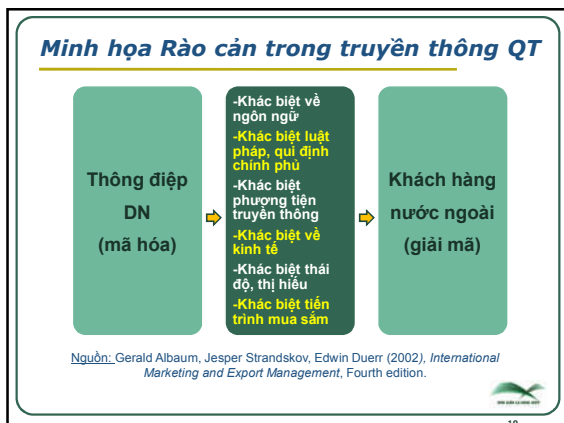 Minh họa Rào cản trong truyền thông QT
Thông điệp
DN
(mã hóa)
-Khác biệt về
ngôn ngữ
-Khác biệt luật
pháp, qui định
chính phủ
-Khác biệt
phượng tiện
truyền thông
-Khác biệt về
kinh tế
-Khác biệt thái
độ, thị hiếu
-Khác biệt tiến
trình mua sắm
Khách hàng
nước ngoài
(giải mã)
Nguồn: Gerald Albaum, Jesper Strandskov, Edwin Duerr (2002), International
Marketing and Export Management, Fourth edition.